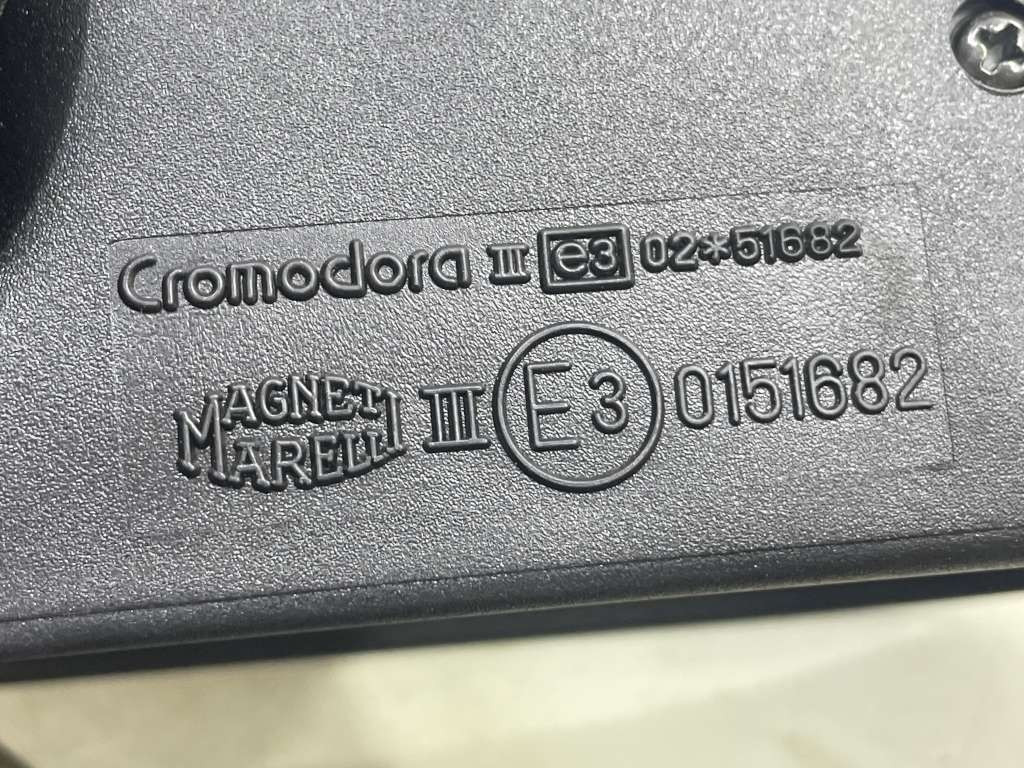 Cromodora III e3 02*51682
MAGNETI MARELLI III E3 0151682